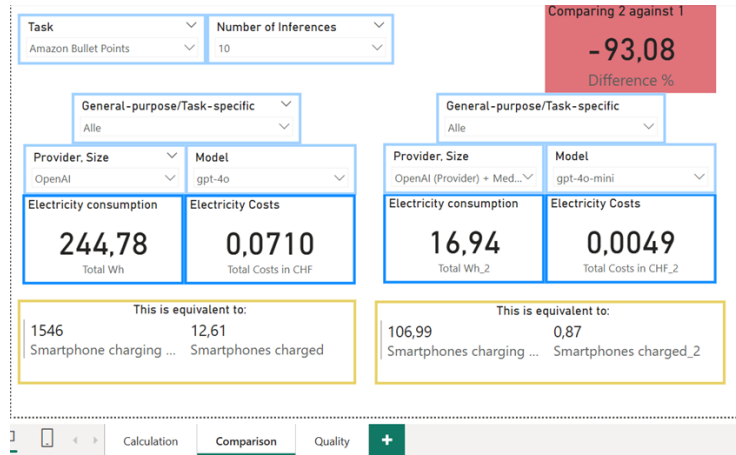 Comparing 2 against 1
-93,08
Difference %
Task
Amazon Bullet Points
Number of Inferences
10
General-purpose/Task-specific
Alle
Provider, Size
OpenAI
Model
gpt-4o
Electricity consumption
244,78
Total Wh
Electricity Costs
0,0710
Total Costs in CHF
This is equivalent to:
1546
Smartphone charging ...
12,61
Smartphones charged
General-purpose/Task-specific
Alle
Provider, Size
OpenAI (Provider) + Med...
Model
gpt-4o-mini
Electricity consumption
16,94
Total Wh_2
Electricity Costs
0,0049
Total Costs in CHF_2
This is equivalent to:
106,99
Smartphones charging ...
0,87
Smartphones charged_2
Calculation
Comparison
Quality
+